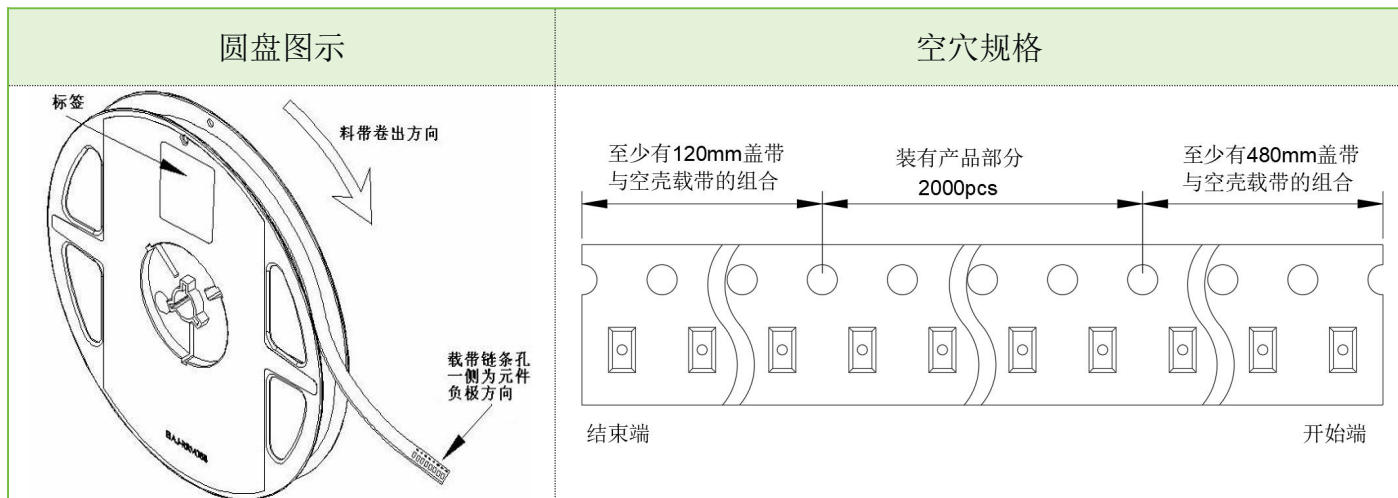 圆盘图示
空穴规格
标签
料带卷出方向
载带链条孔
一侧为元件
负极方向
至少有120mm盖带
与空壳载带的组合
装有产品部分
2000pcs
至少有480mm盖带
与空壳载带的组合
结束端
开始端